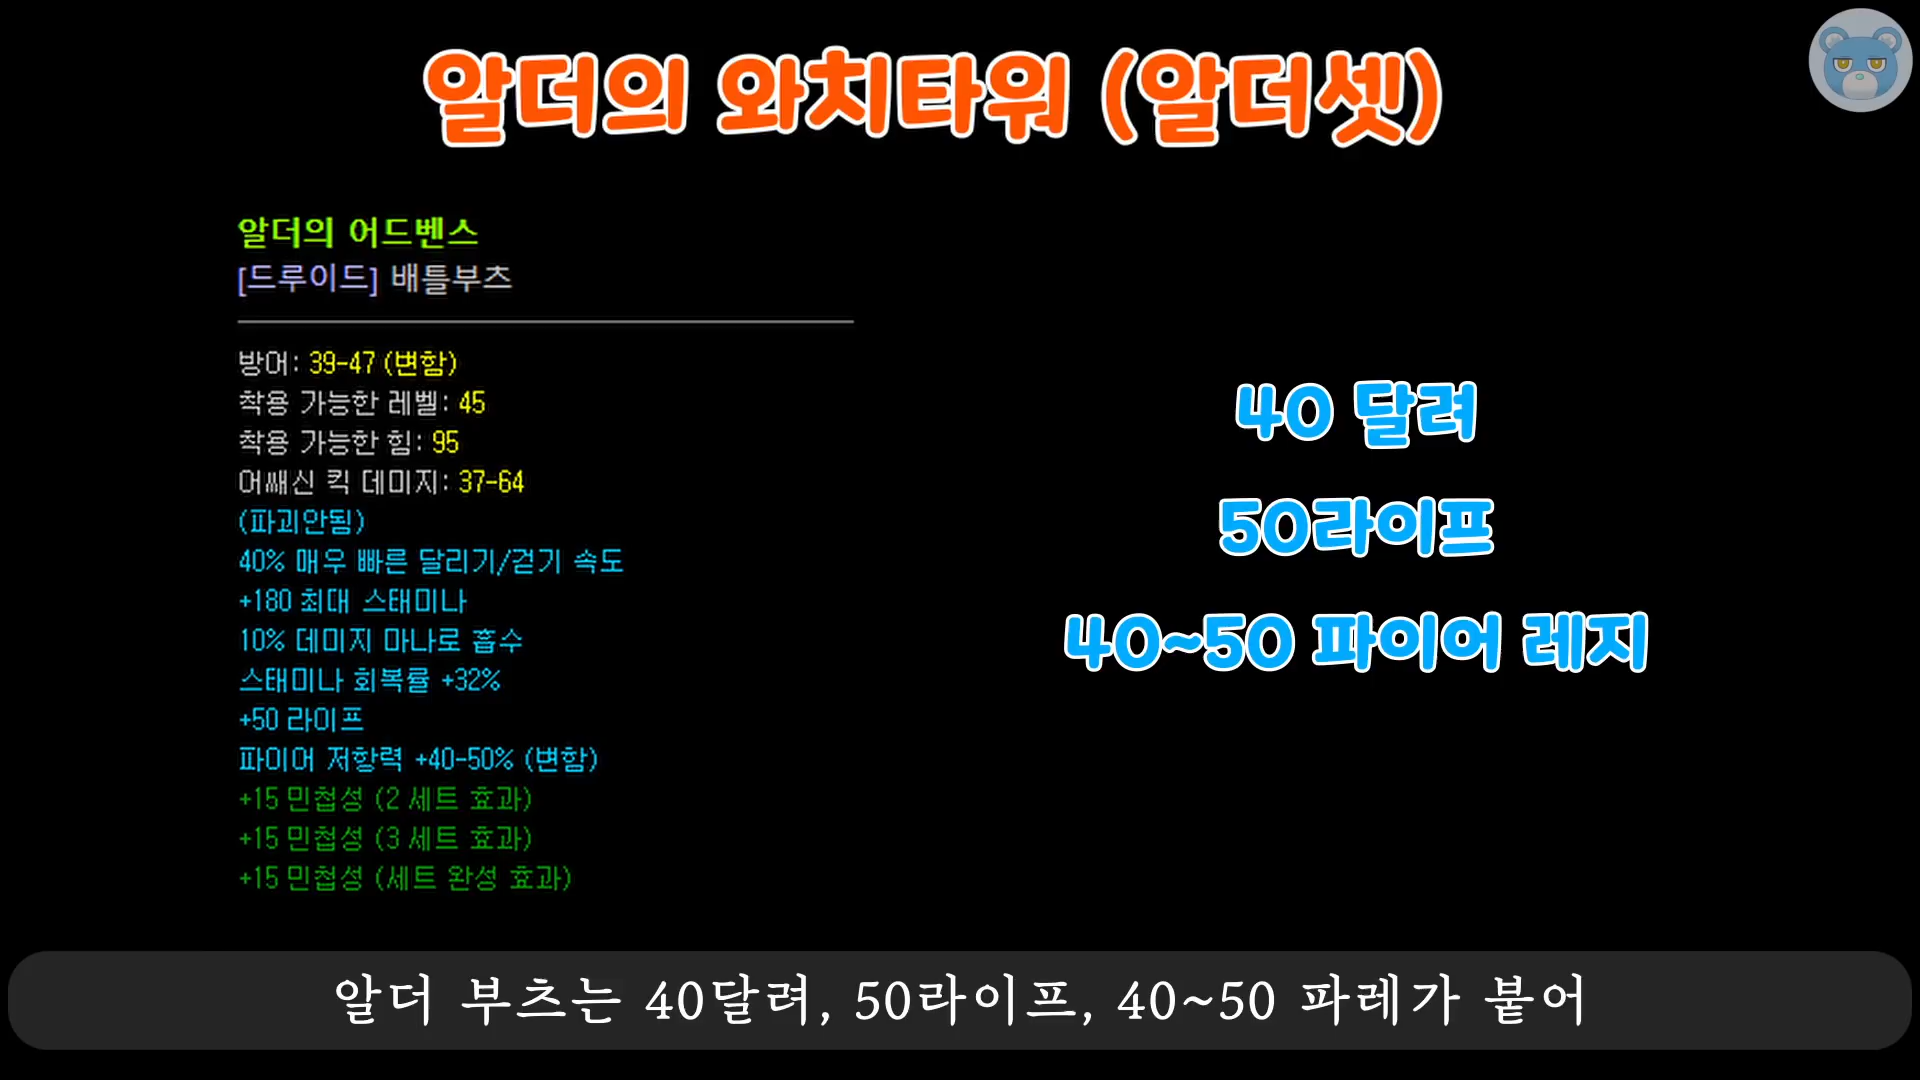 알더의 와치타워 (알더셋)
알더의 어드벤스
[드루이드] 배틀부츠
방어: 39-47 (변함)
착용 가능한 레벨: 45
착용 가능한 힘: 95
어쌔신 킥 데미지: 37-64
(파괴안됨)
40% 매우 빠른 달리기/걷기 속도
+180 최대 스태미나
10% 데미지 마나로 흡수
스태미나 회복률 +32%
+50 라이프
파이어 저항력 +40-50% (변함)
+15 민첩성 (2 세트 효과)
+15 민첩성 (3 세트 효과)
+15 민첩성 (세트 완성 효과)
40 달려
50라이프
40~50 파이어 레지
알더 부츠는 40달려, 50라이프, 40~50 파레가 붙어